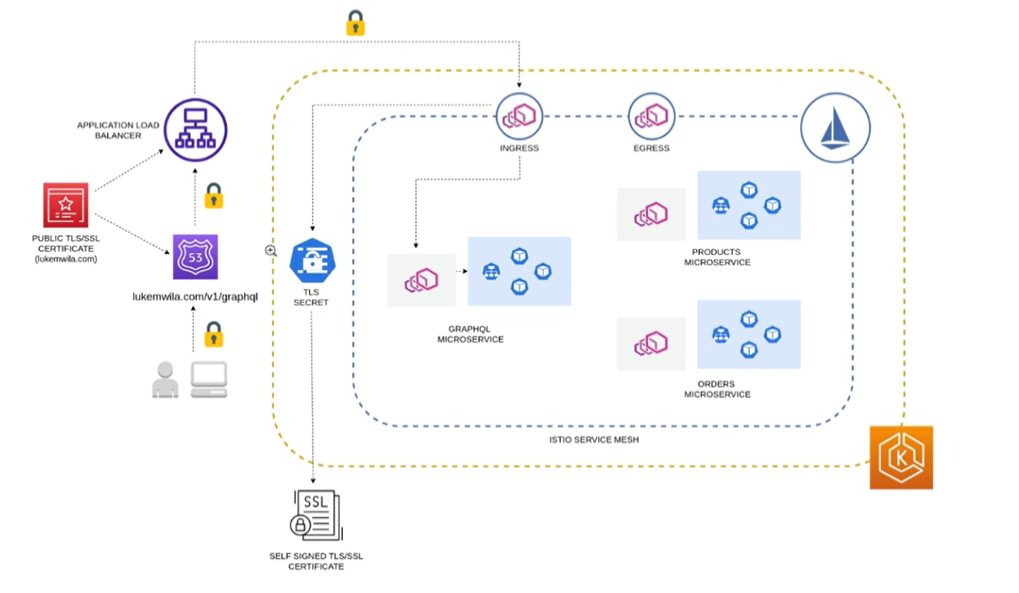 APPLICATION LOAD
BALANCER
PUBLIC TLS/SSL
CERTIFICATE
(lukemwila.com)
53
lukemwila.com/v1/graphql
INGRESS
EGRESS
TLS
SECRET
GRAPHQL
MICROSERVICE
PRODUCTS
MICROSERVICE
ORDERS
MICROSERVICE
ISTIO SERVICE MESH
K
SSL
SELF SIGNED TLS/SSL
CERTIFICATE